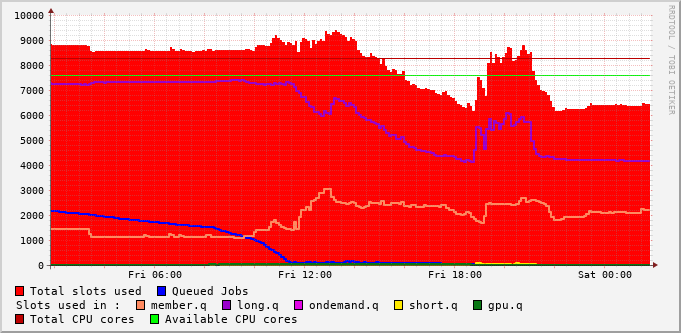 10000
9000
8000
7000
6000
5000
4000
3000
2000
1000
0
Fri 06:00 Fri 12:00 Fri 18:00 Sat 00:00
RRDTOOL / TOBI OETIKER
Total slots used Queued Jobs
Slots used in : member.q long.q ondemand.q short.q gpu.q
Total CPU cores Available CPU cores